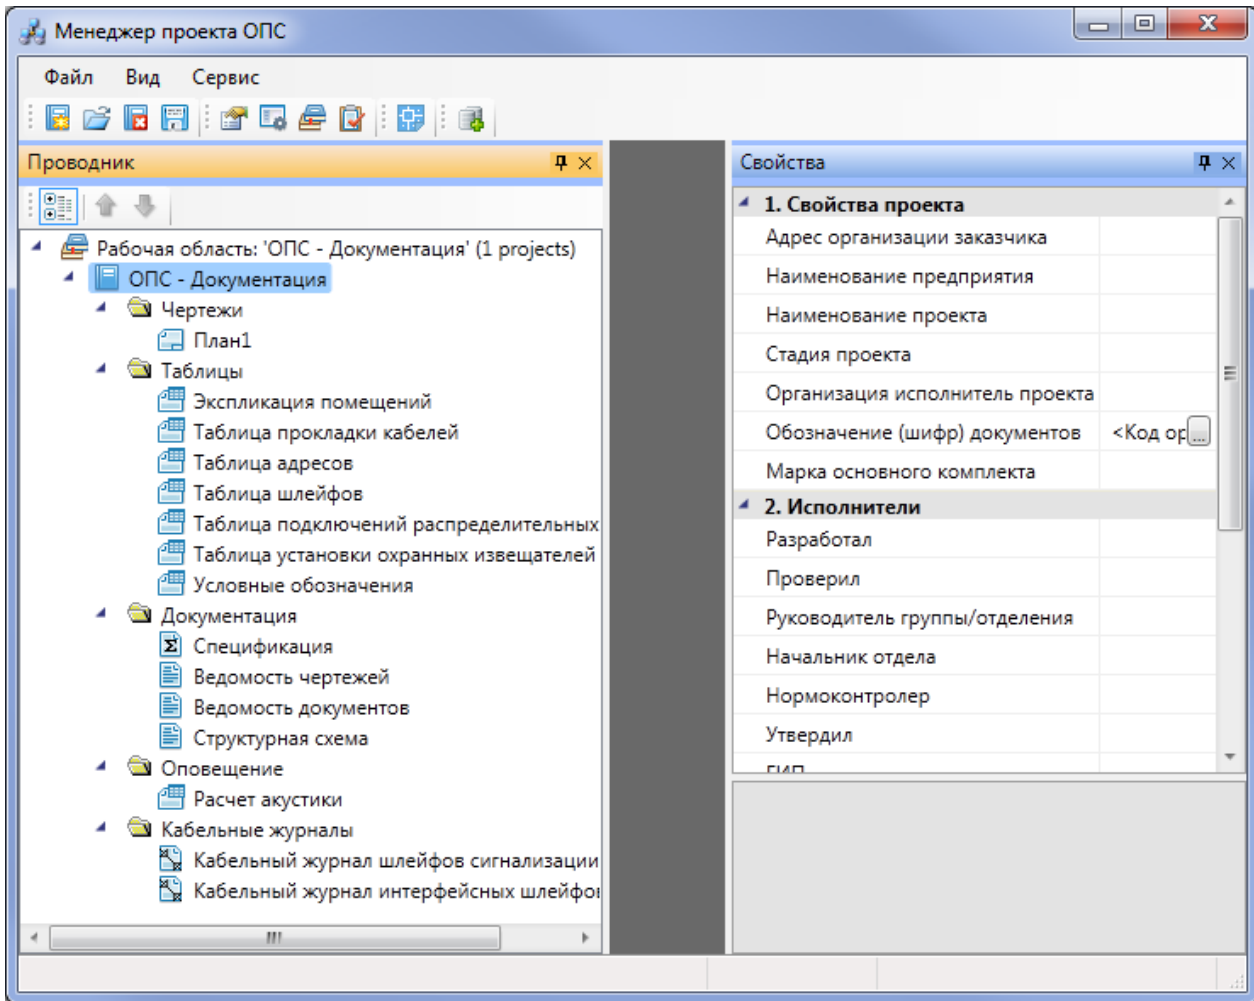 Менеджер проекта ОПС
Файл Вид Сервис
Проводник
Рабочая область: 'ОПС - Документация' (1 projects)
ОПС - Документация
Чертежи
План1
Таблицы
Экспликация помещений
Таблица прокладки кабелей
Таблица адресов
Таблица шлейфов
Таблица подключений распределительных
Таблица установки охранных извещателей
Условные обозначения
Документация
Спецификация
Ведомость чертежей
Ведомость документов
Структурная схема
Оповещение
Расчет акустики
Кабельные журналы
Кабельный журнал шлейфов сигнализации
Кабельный журнал интерфейсных шлейфов
Свойства
1. Свойства проекта
Адрес организации заказчика
Наименование предприятия
Наименование проекта
Стадия проекта
Организация исполнитель проекта
Обозначение (шифр) документов <Код ор ...
Марка основного комплекта
2. Исполнители
Разработал
Проверил
Руководитель группы/отделения
Начальник отдела
Нормоконтролер
Утвердил
ГИП